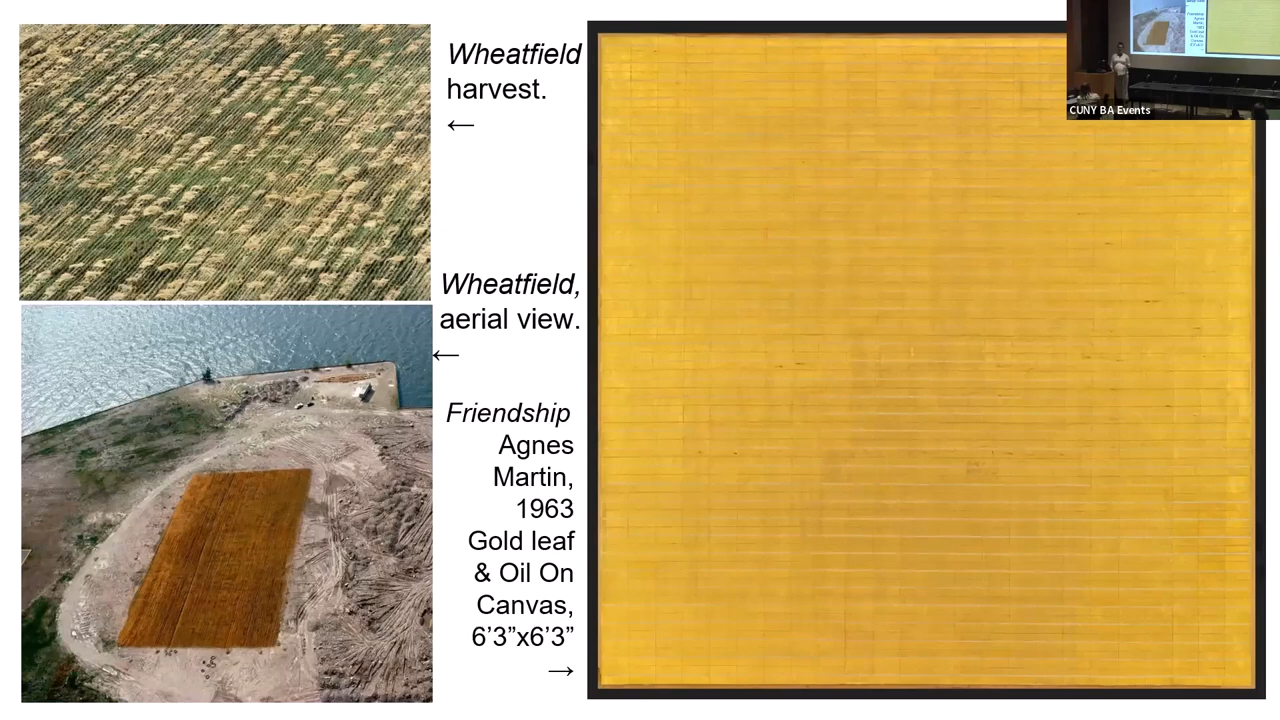 Wheatfield
harvest.
←
Wheatfield,
aerial view.
←
Friendship
Agnes
Martin,
1963
Gold leaf
& Oil On
Canvas,
6’3”x6’3”
→
CUNY BA Events